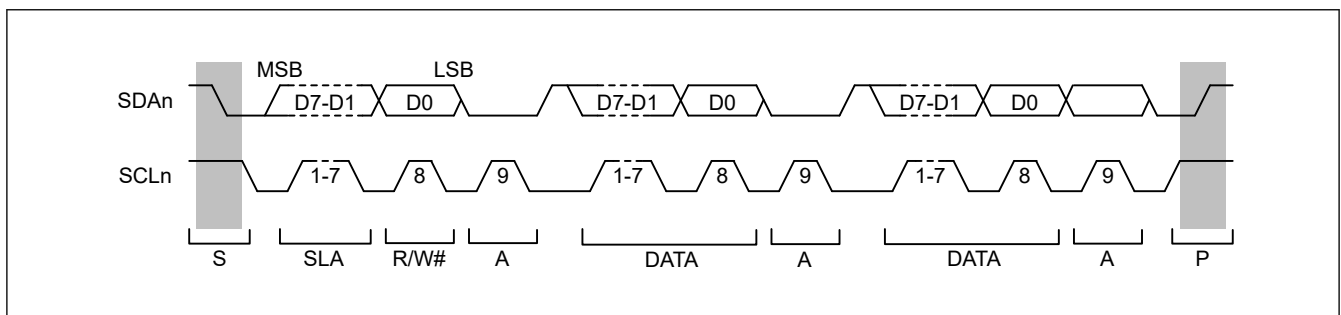 MSB LSB
SDAn D7-D1 D0 D7-D1 D0 D7-D1 D0
SCLn 1-7 8 9 1-7 8 9 1-7 8 9
S SLA R/W# A DATA A DATA A P